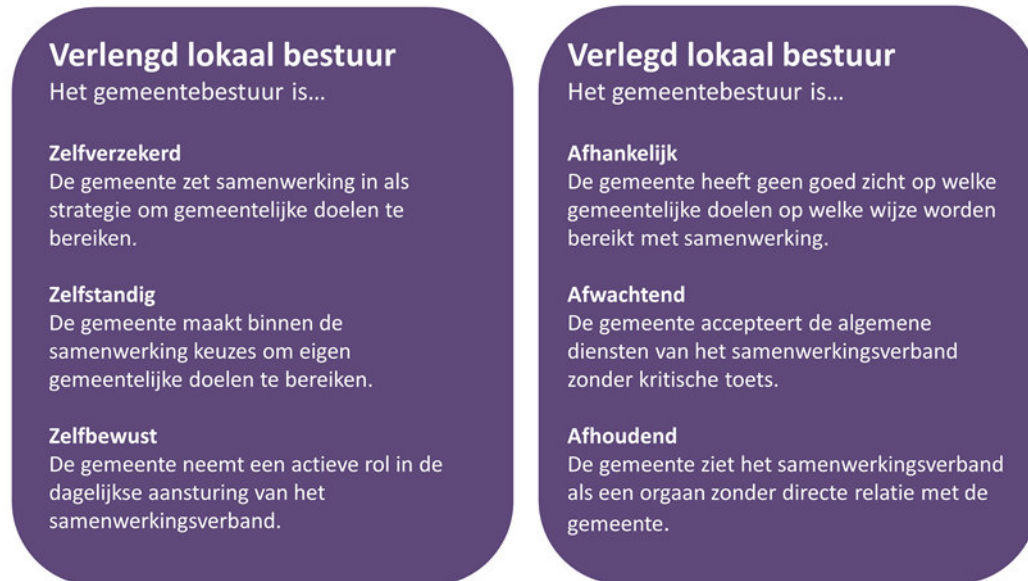 Verlengd lokaal bestuur
Het gemeentebestuur is...
Zelfverzekerd
De gemeente zet samenwerking in als
strategie om gemeentelijke doelen te
bereiken.
Zelfstandig
De gemeente maakt binnen de
samenwerking keuzes om eigen
gemeentelijke doelen te bereiken.
Zelfbewust
De gemeente neemt een actieve rol in de
dagelijkse aansturing van het
samenwerkingsverband.
Verlegd lokaal bestuur
Het gemeentebestuur is...
Afhankelijk
De gemeente heeft geen goed zicht op welke
gemeentelijke doelen op welke wijze worden
bereikt met samenwerking.
Afwachtend
De gemeente accepteert de algemene
diensten van het samenwerkingsverband
zonder kritische toets.
Afhoudend
De gemeente ziet het samenwerkingsverband
als een orgaan zonder directe relatie met de
gemeente.